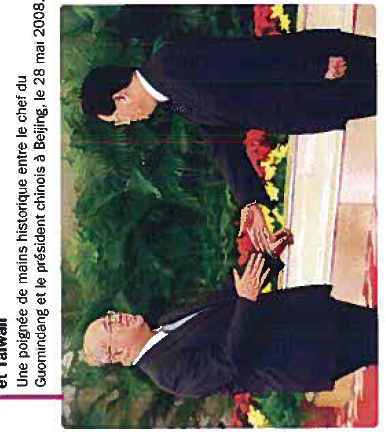 et Taiwan
Une poignée de mains historique entre le chef du
Guomindang et le président chinois à Beijing, le 28 mai 2008.